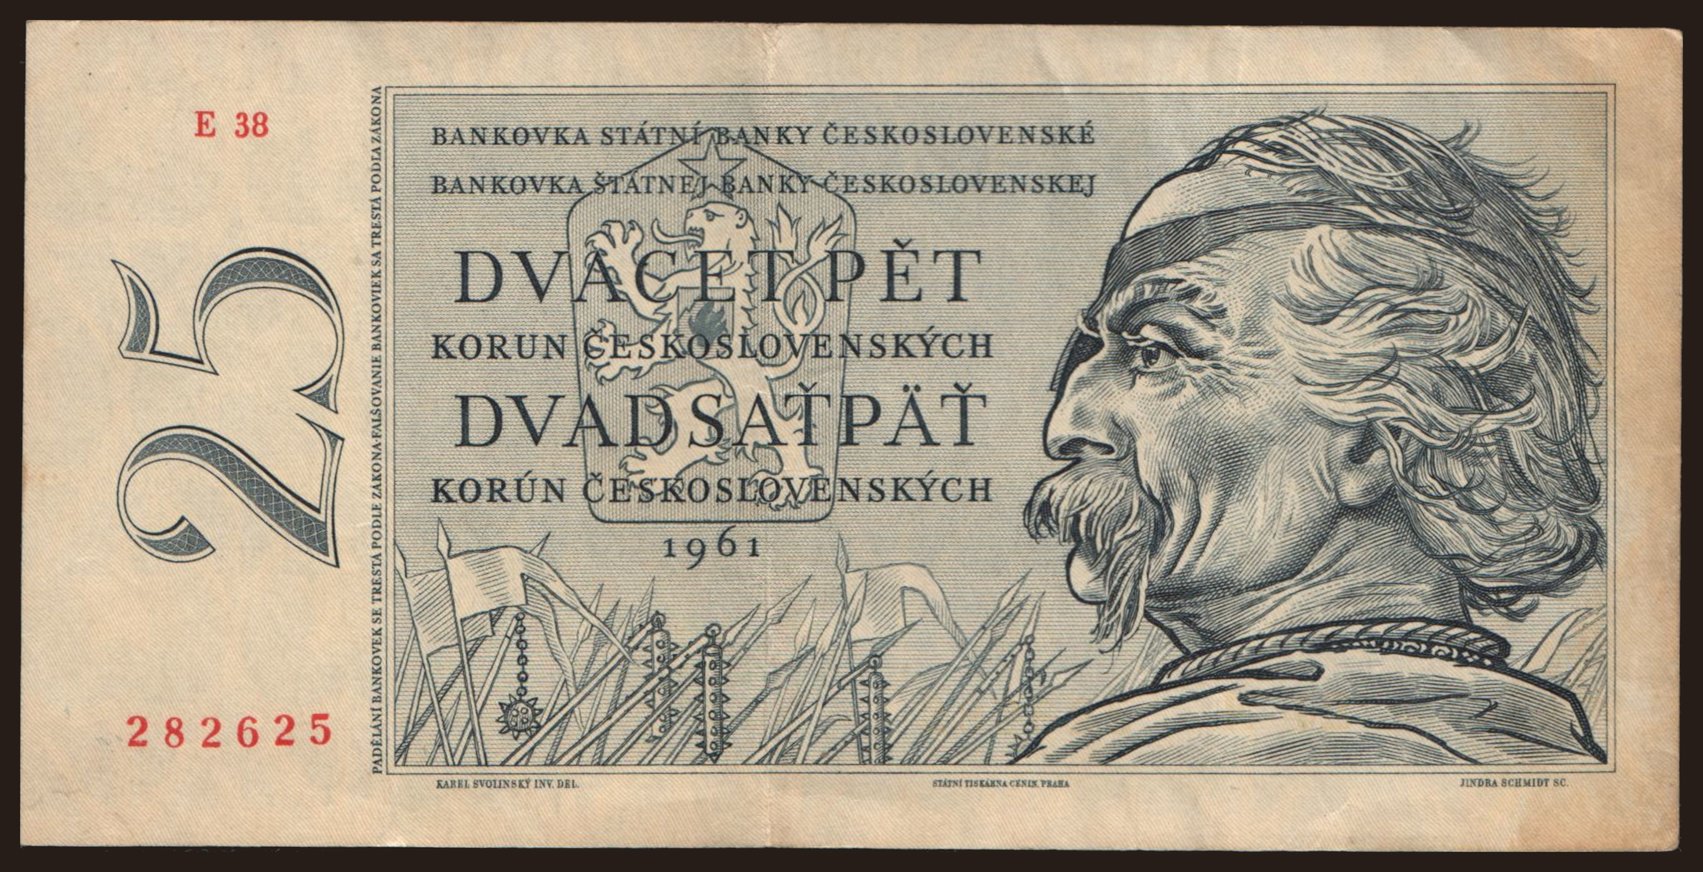 E 38
25
282625
PADĚLÁNÍ BANKOVEK SE TRESTÁ PODLE ZÁKONA-FALŠOVANIE BANKOVIEK SA TRESTÁ PODĽA ZÁKONA
BANKOVKA STÁTNÍ BANKY ČESKOSLOVENSKÉ
BANKOVKA ŠTÁTNEJ BANKY ČESKOSLOVENSKEJ
DVACET PĚT
KORUN ČESKOSLOVENSKÝCH
DVADSAŤPÄŤ
KORÚN ČESKOSLOVENSKÝCH
1961
KAREL SVOLINSKÝ INV. DEL.
STÁTNÍ TISKÁRNA CENIN, PRAHA
JINDRA SCHMIDT SC.